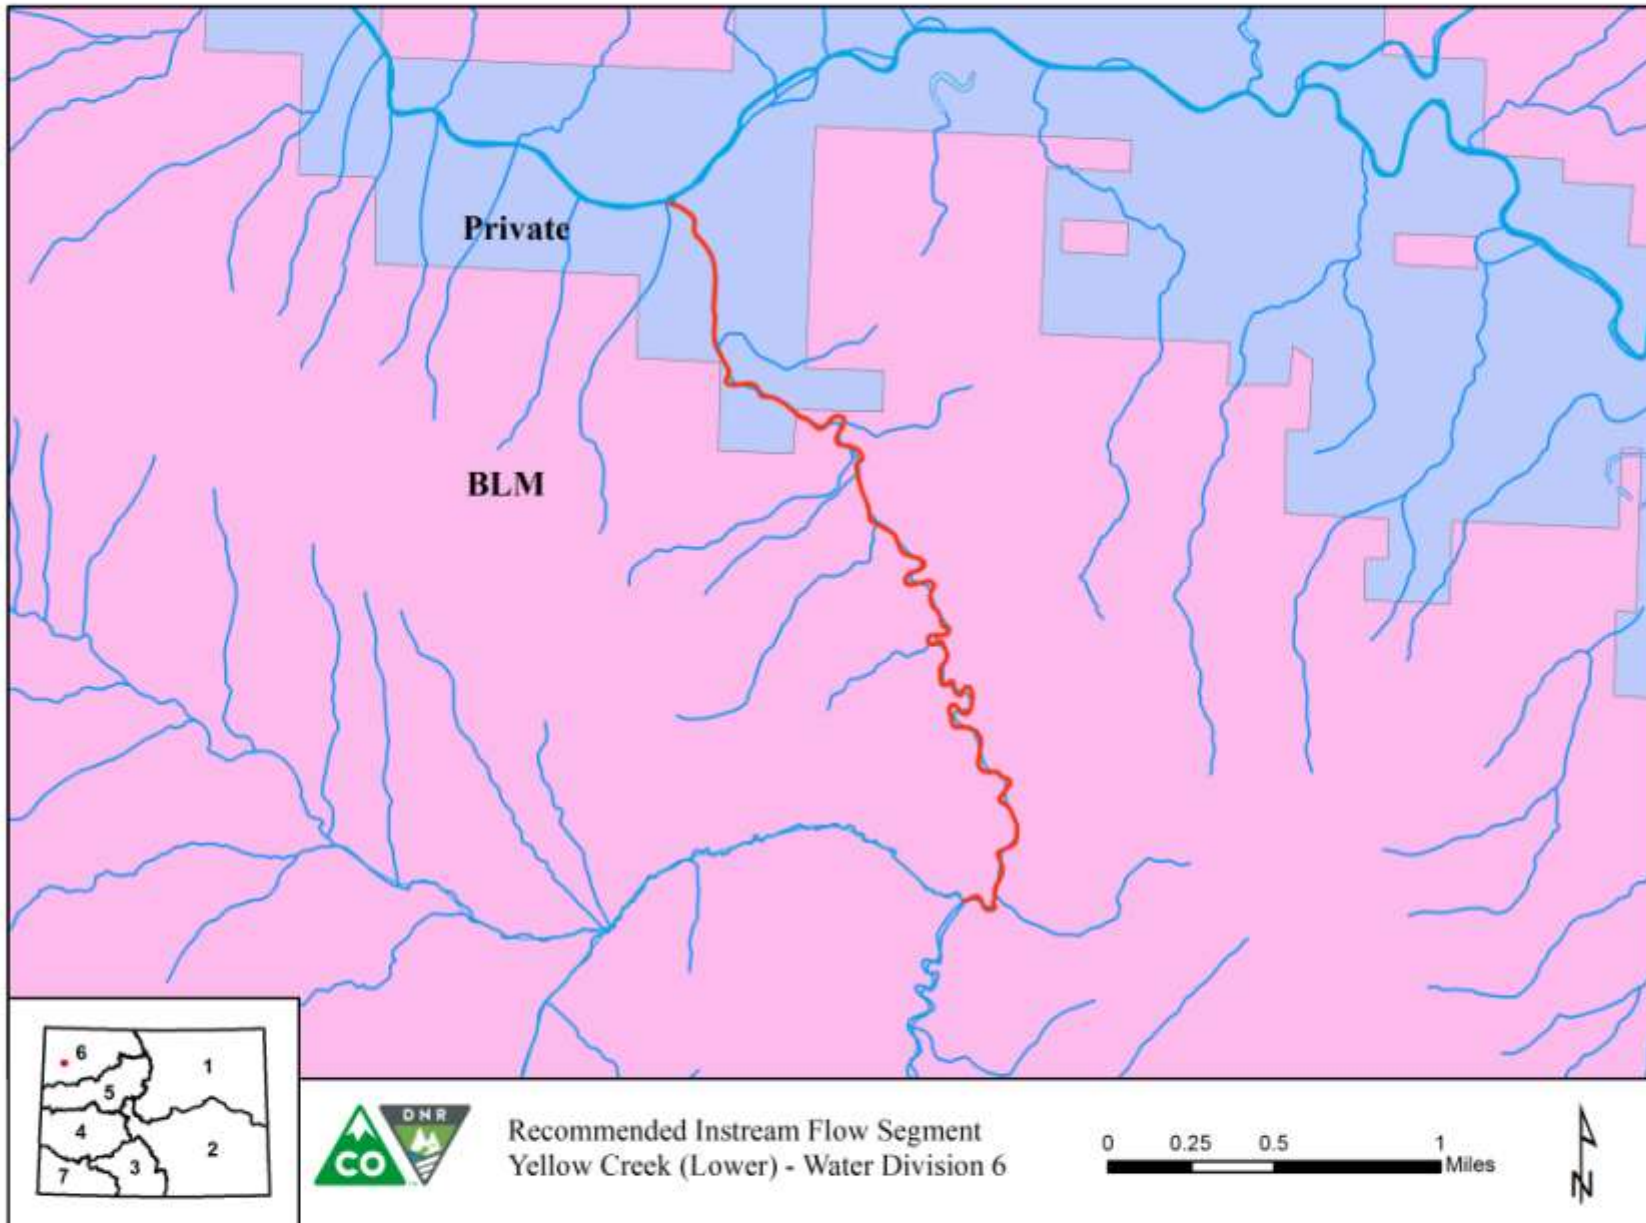 Private
BLM
6
1
5
4
2
3
7
DNR
CO
Recommended Instream Flow Segment
Yellow Creek (Lower) - Water Division 6
0 0.25 0.5 1
Miles
N